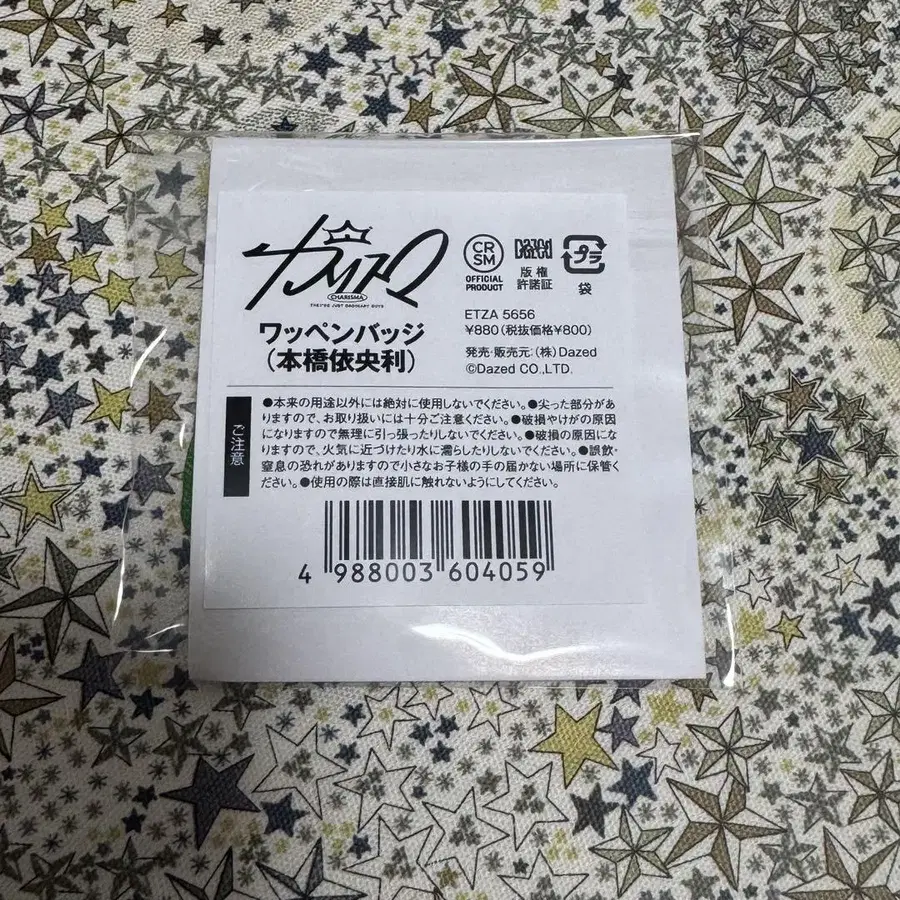 カリスマ
CHARISMA
THEY'RE JUST ORDINARY GUYS
ワッペンバッジ
(本橋依央利)
CR
SM
OFFICIAL
PRODUCT
版権
許諾証
プラ
袋
ETZA 5656
¥880(税抜価格¥800)
発売・販売元:(株)Dazed
©Dazed CO.,LTD.
ご注意
●本来の用途以外には絶対に使用しないでください。●尖った部分があ
りますので、お取り扱いには十分ご注意ください。●破損やけがの原因
になりますので無理に引っ張ったりしないでください。●破損の原因にな
りますので、火気に近づけたり水に濡らしたりしないでください。●誤飲・
窒息の恐れがありますので小さなお子様の手の届かない場所に保管く
ださい。●使用の際は直接肌に触れないようにしてください。
4 988003 604059